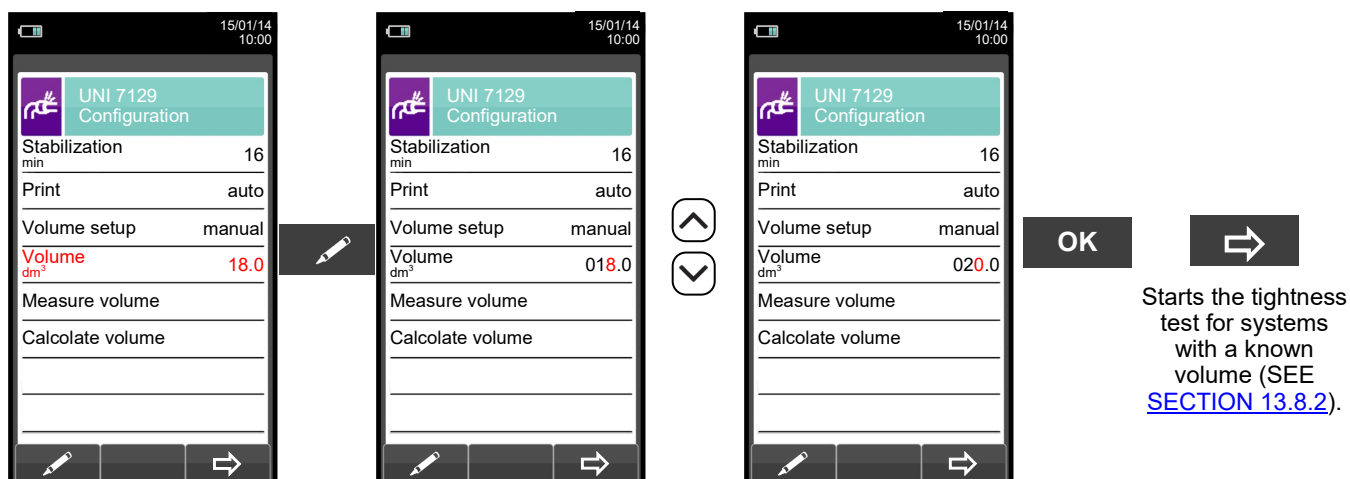 15/01/14
10:00
UNI 7129
Configuration
Stabilization
min
16
Print
auto
Volume setup
manual
Volume
dm³
18.0
Measure volume
Calcolate volume
15/01/14
10:00
UNI 7129
Configuration
Stabilization
min
16
Print
auto
Volume setup
manual
Volume
dm³
018.0
Measure volume
Calcolate volume
15/01/14
10:00
UNI 7129
Configuration
Stabilization
min
16
Print
auto
Volume setup
manual
Volume
dm³
020.0
Measure volume
Calcolate volume
OK
Starts the tightness
test for systems
with a known
volume (SEE
SECTION 13.8.2).